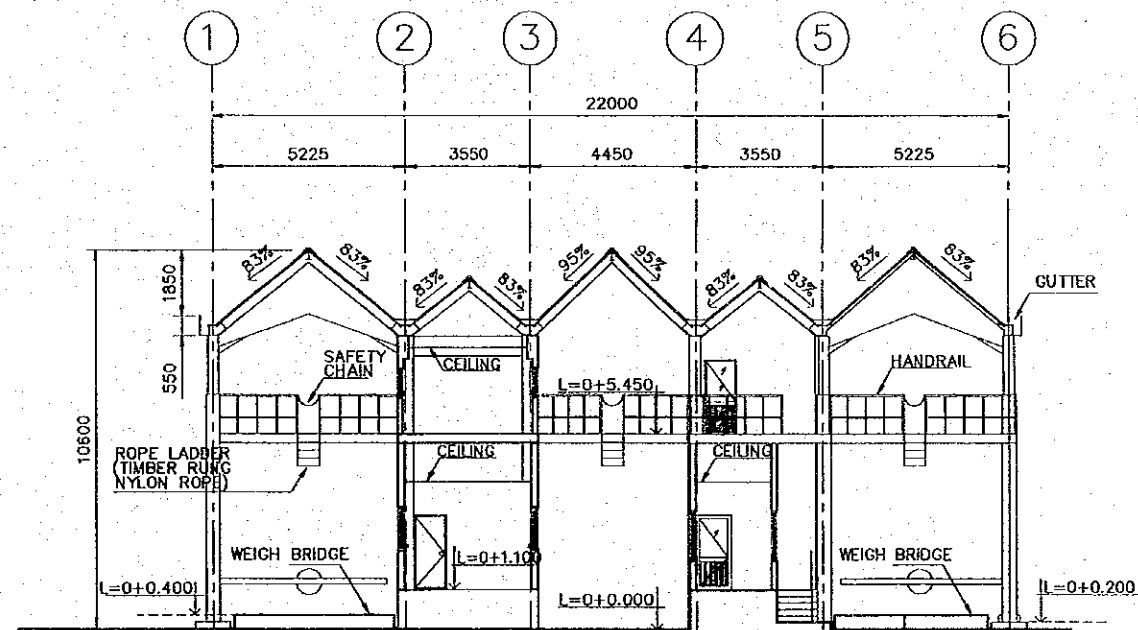 1 2 3 4 5 6
22000
5225 3550 4450 3550 5225
83% 83% 83% 83% 95% 95% 83% 83% 83% 83%
1850
GUTTER
550
SAFETY
CHAIN
CEILING
HANDRAIL
L=0+5.450
10600
ROPE LADDER
(TIMBER RUNG
NYLON ROPE)
CEILING
CEILING
WEIGH BRIDGE
L=0+1.100
WEIGH BRIDGE
L=0+0.400
L=0+0.000
L=0+0.200